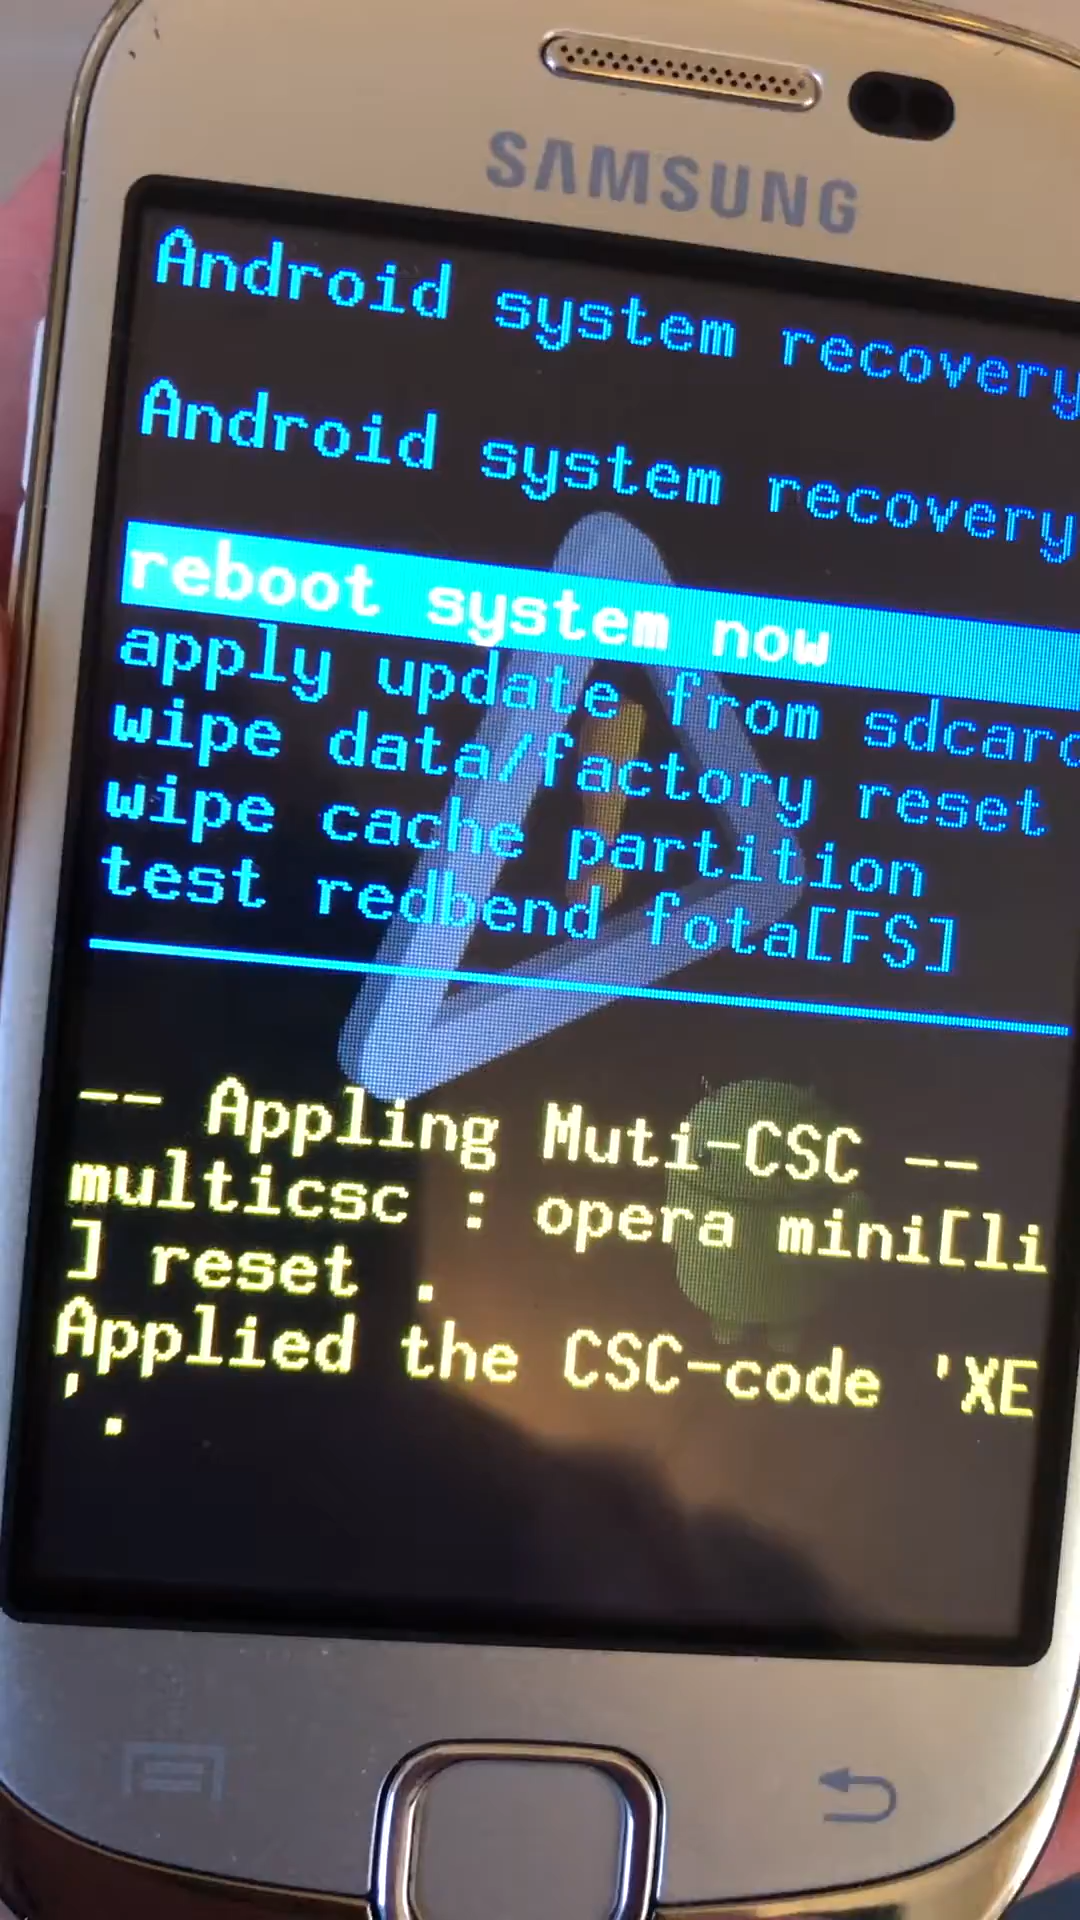 SAMSUNG
Android system recovery
Android system recovery
reboot system now
apply update from sdcard
wipe data/factory reset
wipe cache partition
test redbend fota[FS]
-- Appling Muti-CSC --
multicsc : opera mini[li
] reset .
Applied the CSC-code 'XE
' .